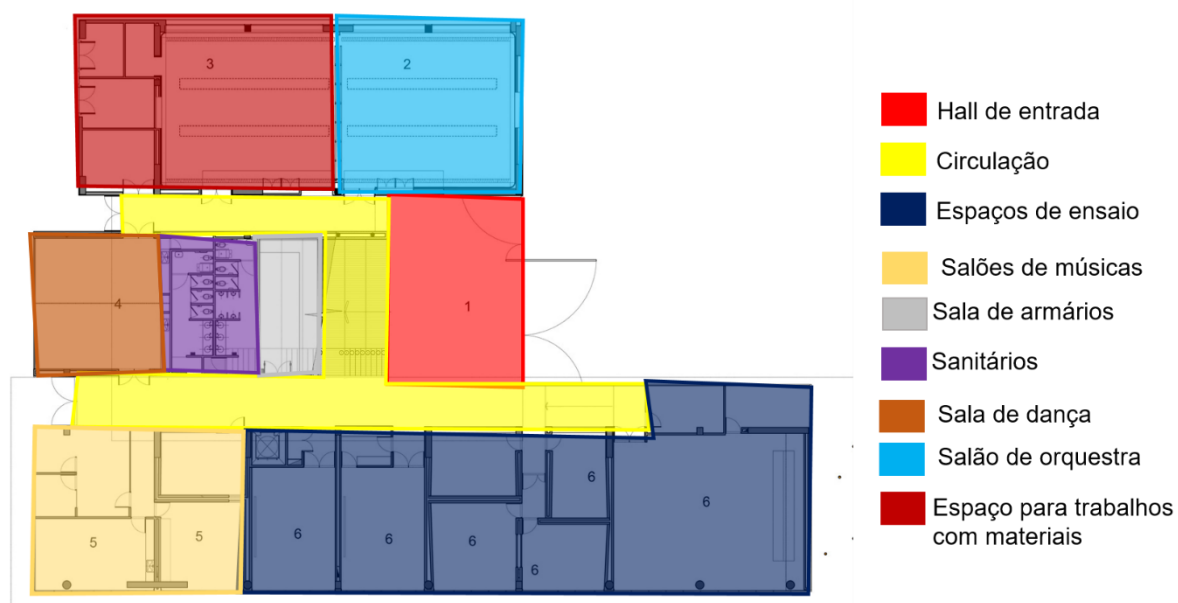 3
2
4
1
5
5
6
6
6
6
6
6
Hall de entrada
Circulação
Espaços de ensaio
Salões de músicas
Sala de armários
Sanitários
Sala de dança
Salão de orquestra
Espaço para trabalhos
com materiais